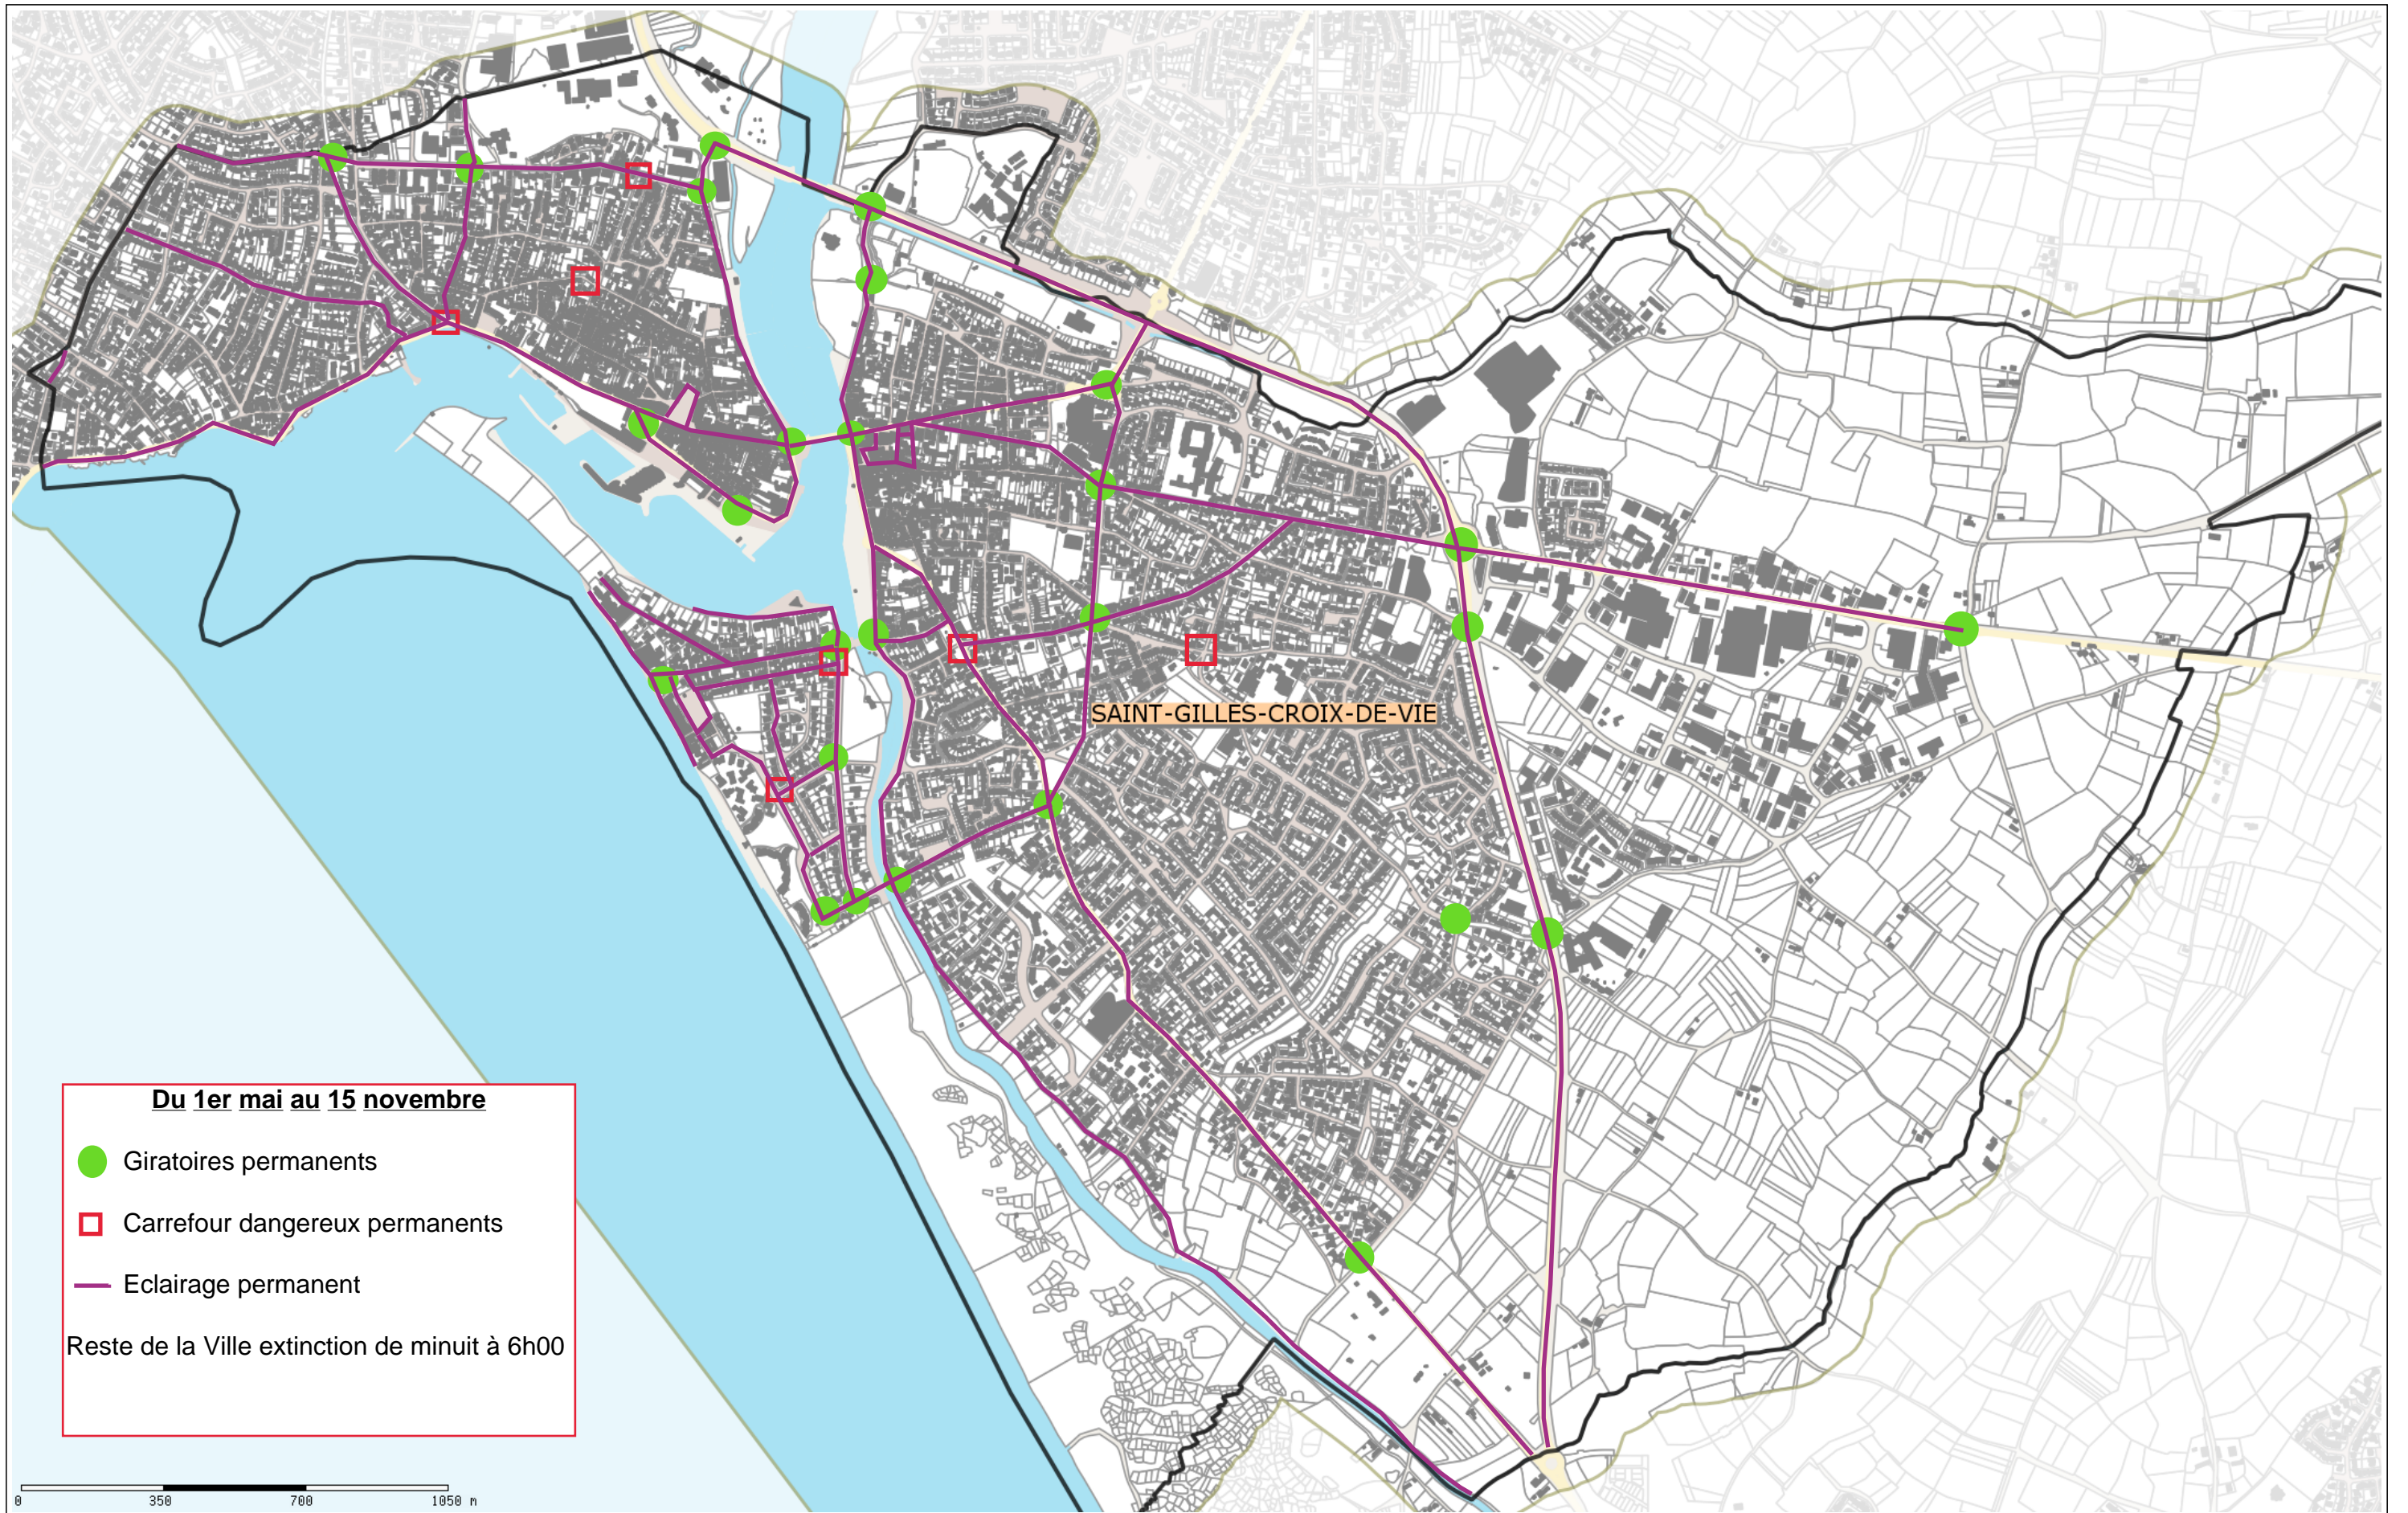 SAINT-GILLES-CROIX-DE-VIE
Du 1er mai au 15 novembre
Giratoires permanents
Carrefour dangereux permanents
Eclairage permanent
Reste de la Ville extinction de minuit à 6h00
0 350 700 1050 m